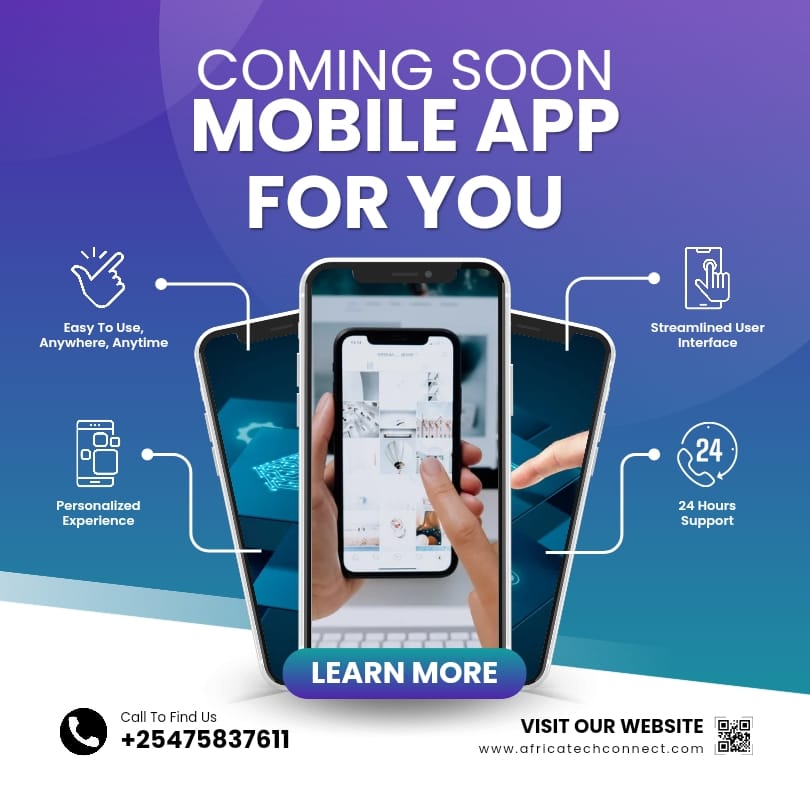 COMING SOON
MOBILE APP
FOR YOU
Easy To Use,
Anywhere, Anytime
Streamlined User
Interface
Personalized
Experience
24
24 Hours
Support
LEARN MORE
Call To Find Us
+25475837611
VISIT OUR WEBSITE
www.africatechconnect.com